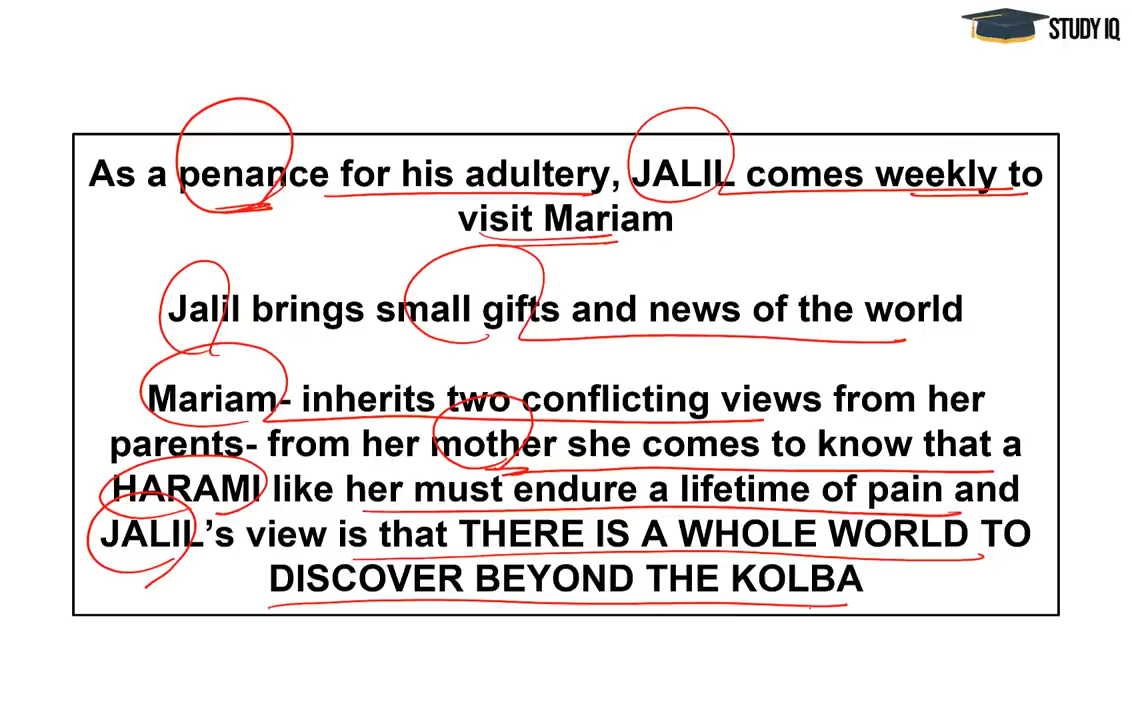 STUDY IQ
As a penance for his adultery, JALIL comes weekly to
visit Mariam
Jalil brings small gifts and news of the world
Mariam- inherits two conflicting views from her
parents- from her mother she comes to know that a
HARAMI like her must endure a lifetime of pain and
JALIL’s view is that THERE IS A WHOLE WORLD TO
DISCOVER BEYOND THE KOLBA